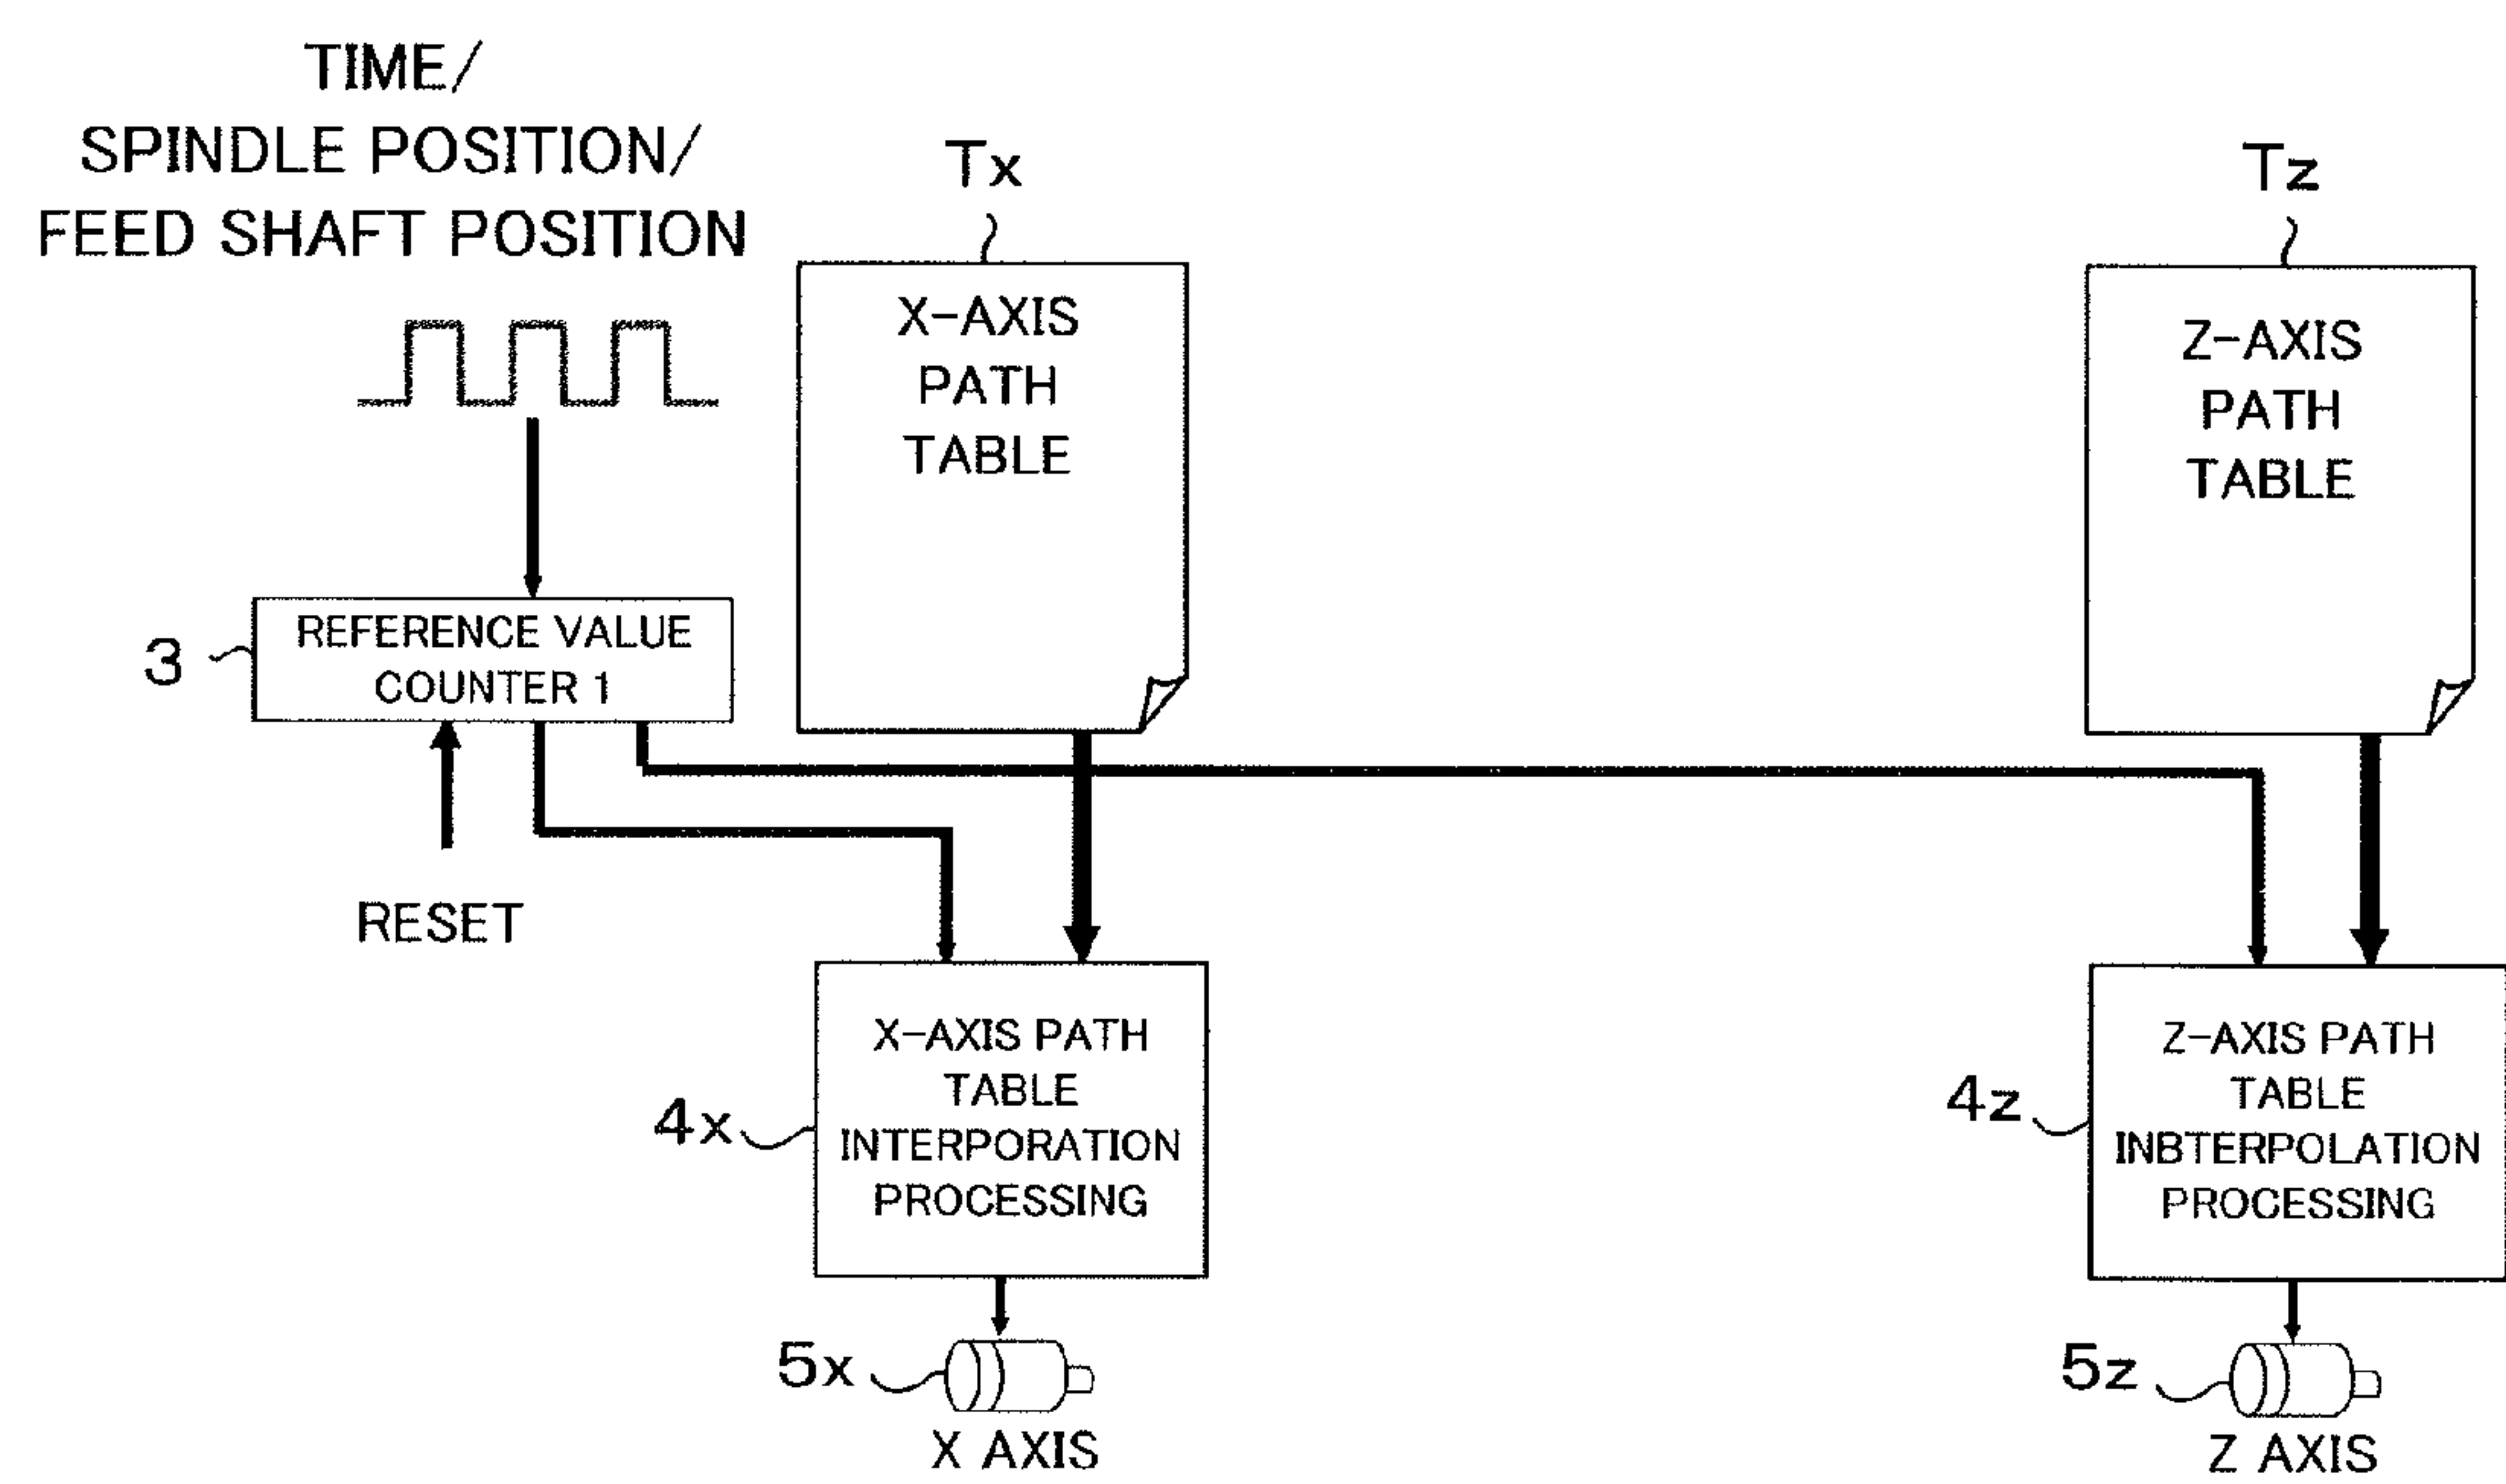 TIME/
SPINDLE POSITION/
FEED SHAFT POSITION
Tx
X-AXIS
PATH
TABLE
Tz
Z-AXIS
PATH
TABLE
3
REFERENCE VALUE
COUNTER 1
RESET
4x
X-AXIS PATH
TABLE
INTERPORATION
PROCESSING
4z
Z-AXIS PATH
TABLE
INBTERPOLATION
PROCESSING
5x
X AXIS
5z
Z AXIS